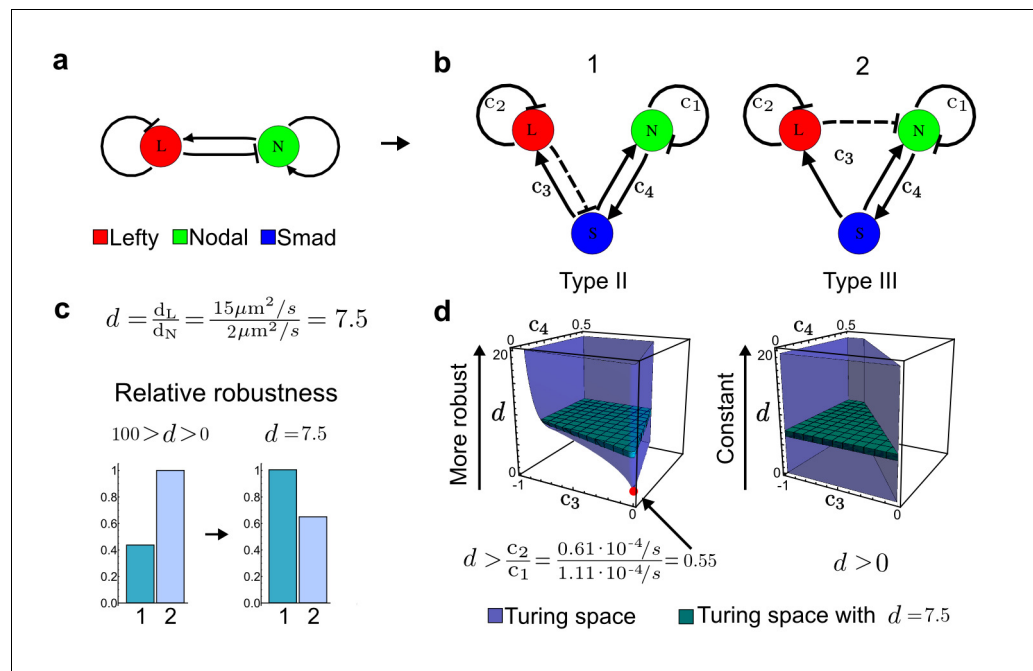 a
L
N
Lefty
Nodal
Smad
b
1
2
c2
L
N
c1
c3
c4
S
Type II
c2
L
N
c1
c3
c4
S
Type III
c
d = dL/dN = 15μm²/s / 2μm²/s = 7.5
Relative robustness
100 > d > 0
d = 7.5
1
0.8
0.6
0.4
0.2
0.0
1 2
1
0.8
0.6
0.4
0.2
0.0
1 2
d
More robust
0
c4
0.5
20
d
0
-1
c3
0
d > c2/c1 = 0.61·10⁻⁴/s / 1.11·10⁻⁴/s = 0.55
Constant
0
c4
0.5
20
d
0
-1
c3
0
d > 0
Turing space
Turing space with d = 7.5